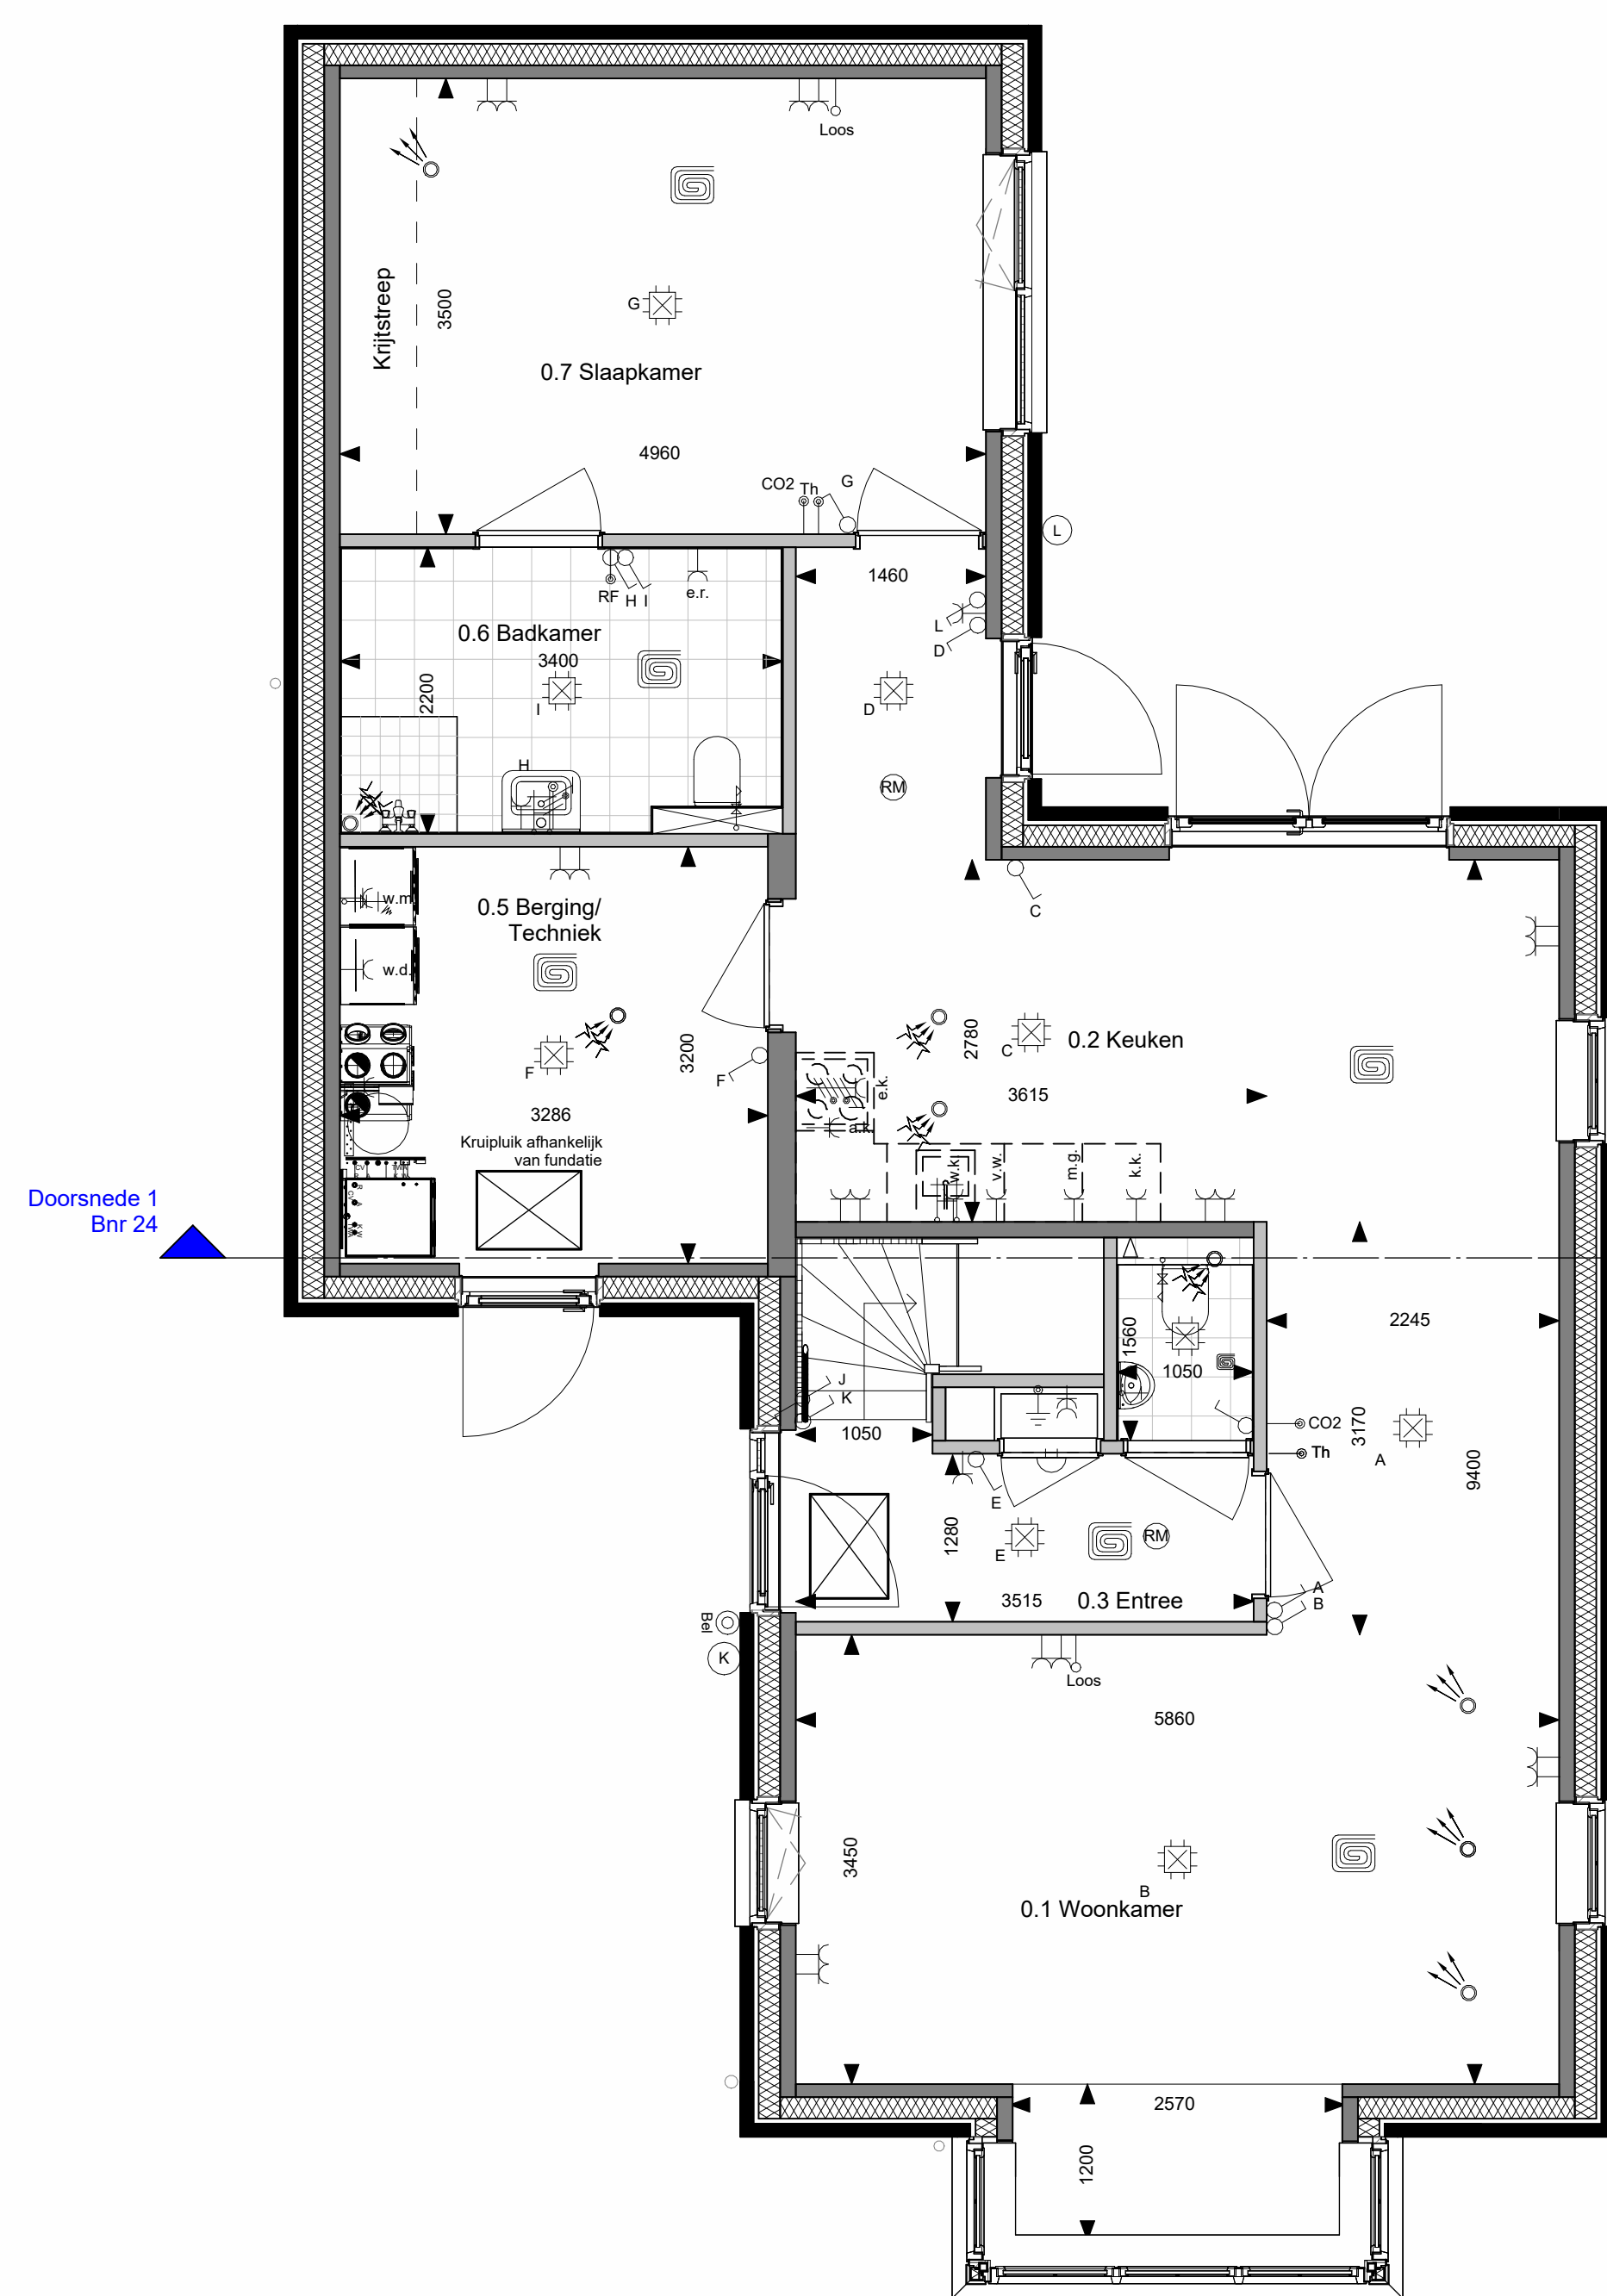 Loos
Krijtstreep
3500
G
0.7 Slaapkamer
4960
CO2
Th
G
L
1460
RF
H
I
e.r.
0.6 Badkamer
3400
2200
I
L
D
D
RM
H
C
w.m.
0.5 Berging/
Techniek
w.d.
3200
F
F
3286
Kruipluik afhankelijk
van fundatie
2780
C
0.2 Keuken
3615
e.k.
a.k.
w.k.
v.w.
m.g.
k.k.
Doorsnede 1
Bnr 24
1560
1050
2245
J
K
1050
CO2
Th
3170
A
9400
E
1280
E
RM
3515
0.3 Entree
A
B
Bel
K
Loos
5860
3450
B
0.1 Woonkamer
2570
1200